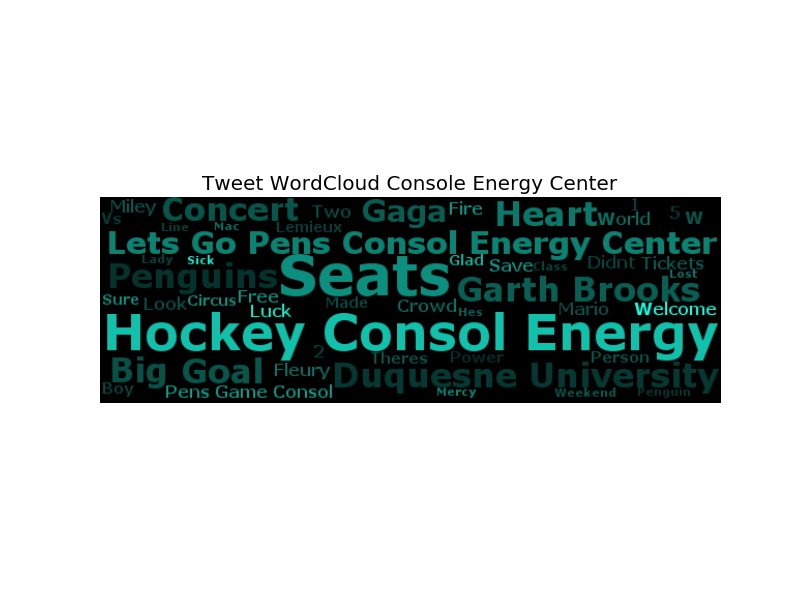 Tweet WordCloud Console Energy Center
Miley Concert Two Gaga Fire Heart World 1 5 W
Vs Line Mac Lemieux
Lets Go Pens Consol Energy Center
Lady Sick Seats Glad Save Class Didnt Tickets
Penguins Garth Brooks Lost
Sure Look Circus Free Made Crowd Hes Mario Welcome
Luck
Hockey Consol Energy
2 Theres Power Person
Big Goal Fleury Duquesne University
Boy Pens Game Consol Mercy Weekend Penguin